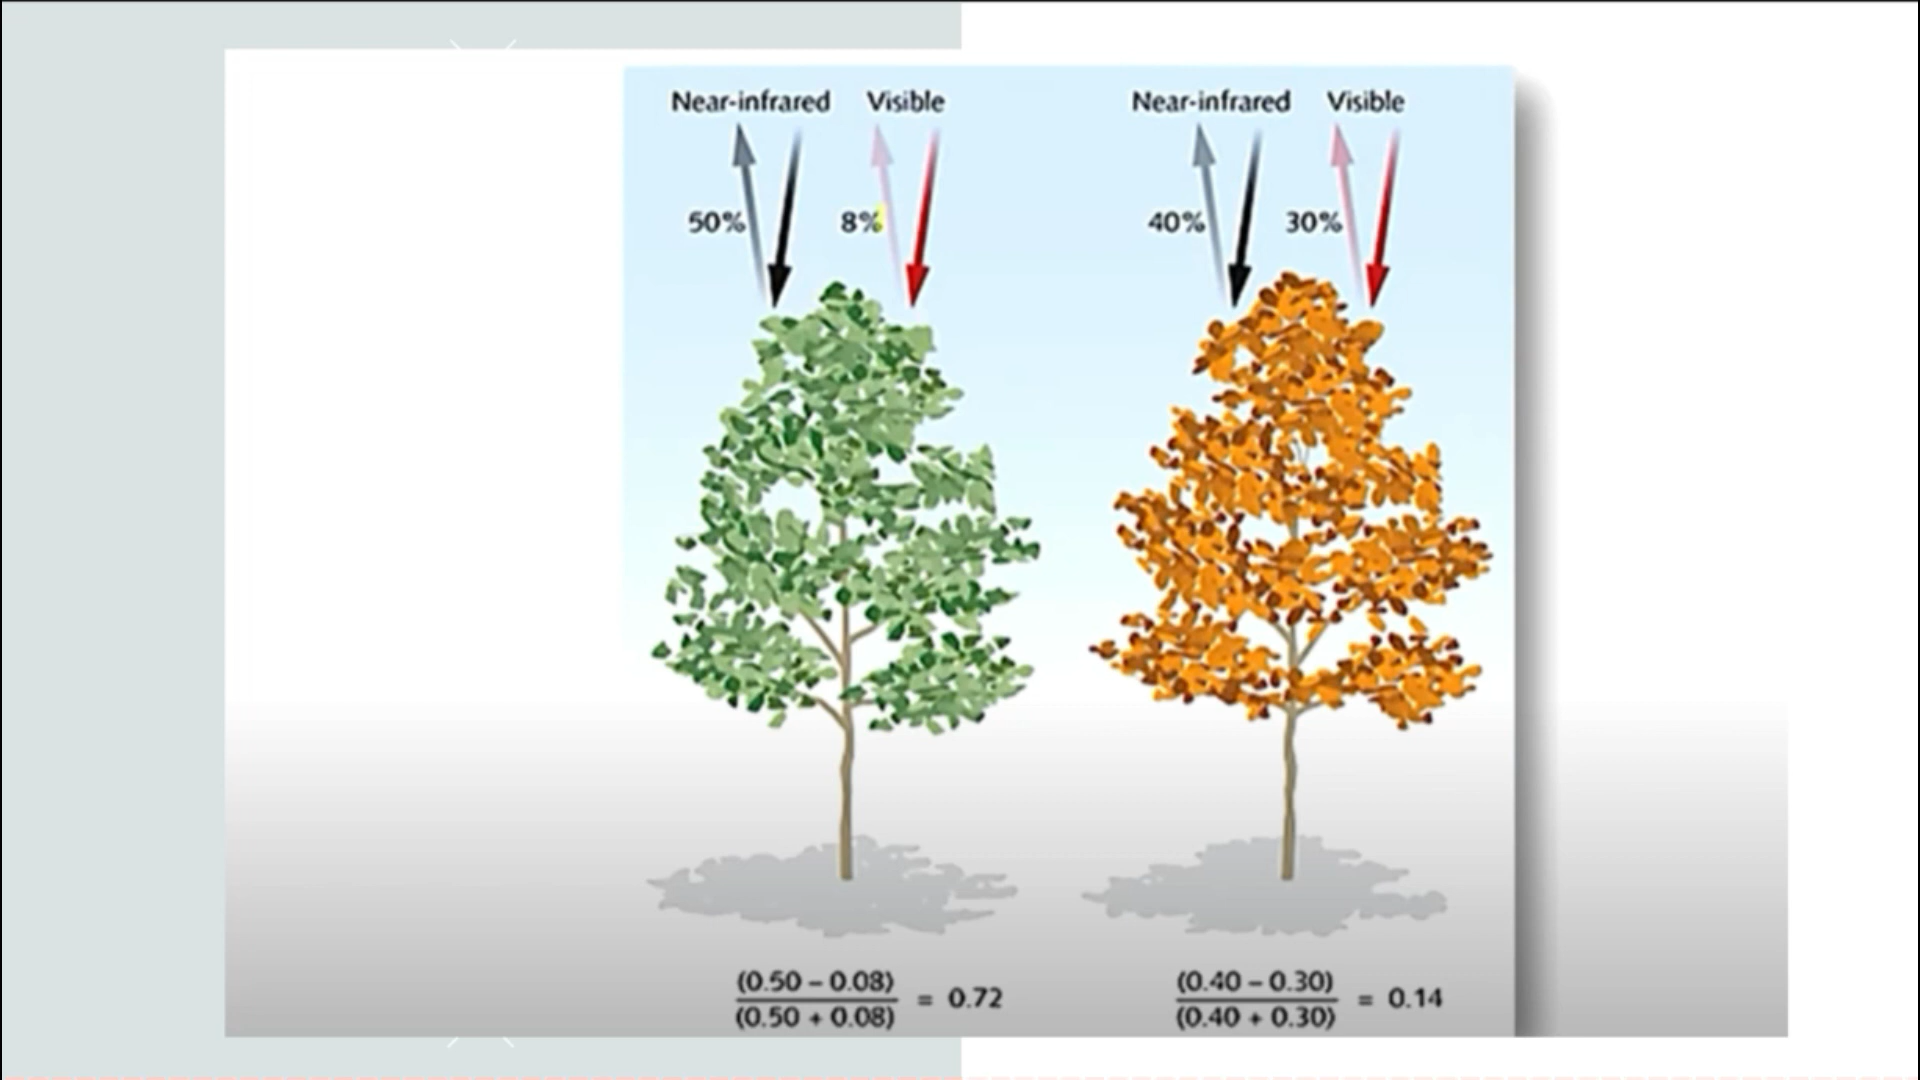 Near-infrared Visible
50% 8%
Near-infrared Visible
40% 30%
(0.50 – 0.08)
(0.50 + 0.08)
= 0.72
(0.40 – 0.30)
(0.40 + 0.30)
= 0.14